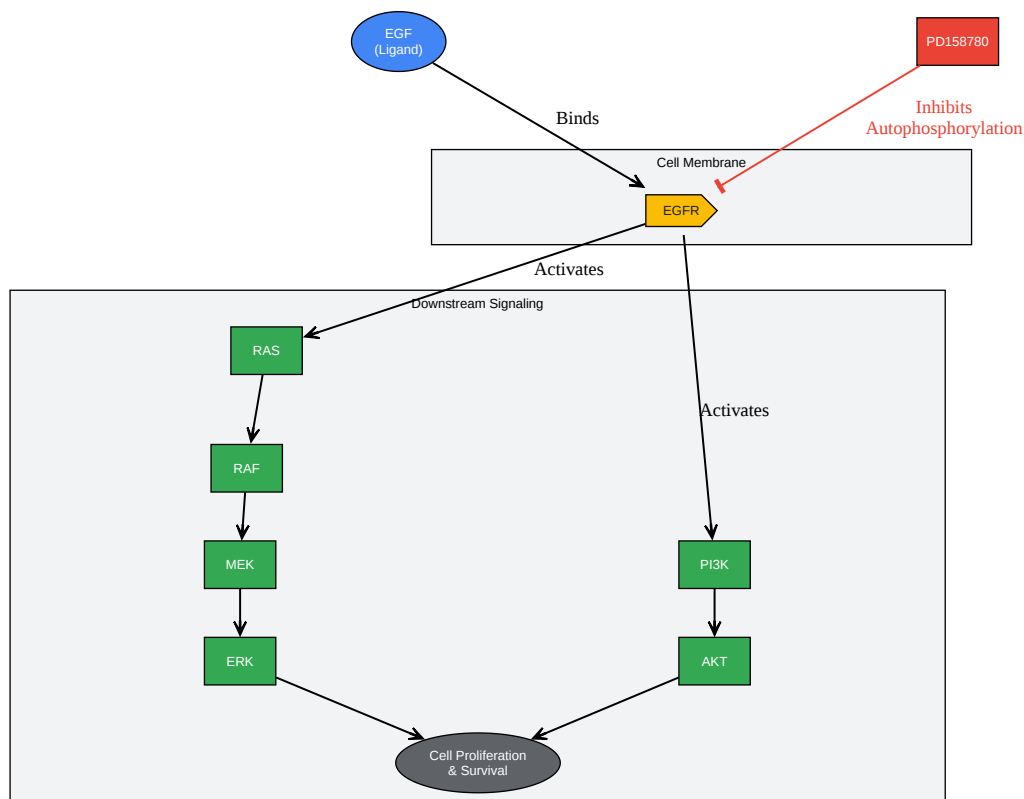 EGF
(Ligand)
PD158780
Binds
Inhibits
Autophosphorylation
Cell Membrane
EGFR
Activates
Downstream Signaling
RAS
Activates
RAF
MEK
PI3K
ERK
AKT
Cell Proliferation
& Survival